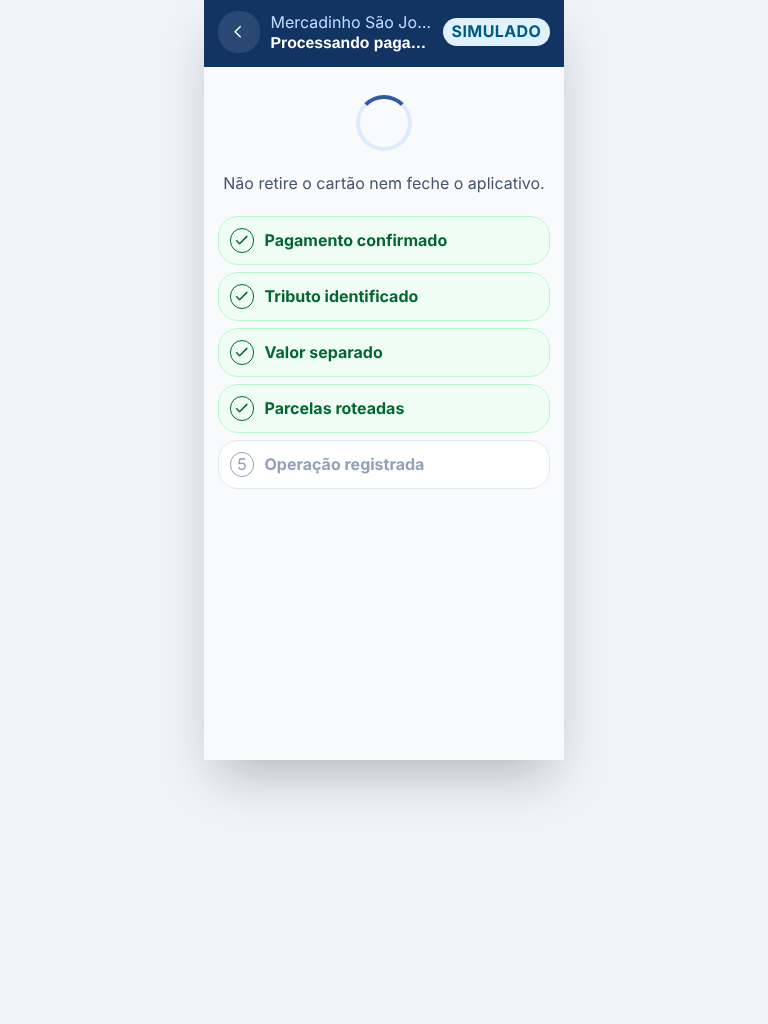 Mercadinho São Jo...
Processando paga...
SIMULADO
Não retire o cartão nem feche o aplicativo.
Pagamento confirmado
Tributo identificado
Valor separado
Parcelas roteadas
5 Operação registrada